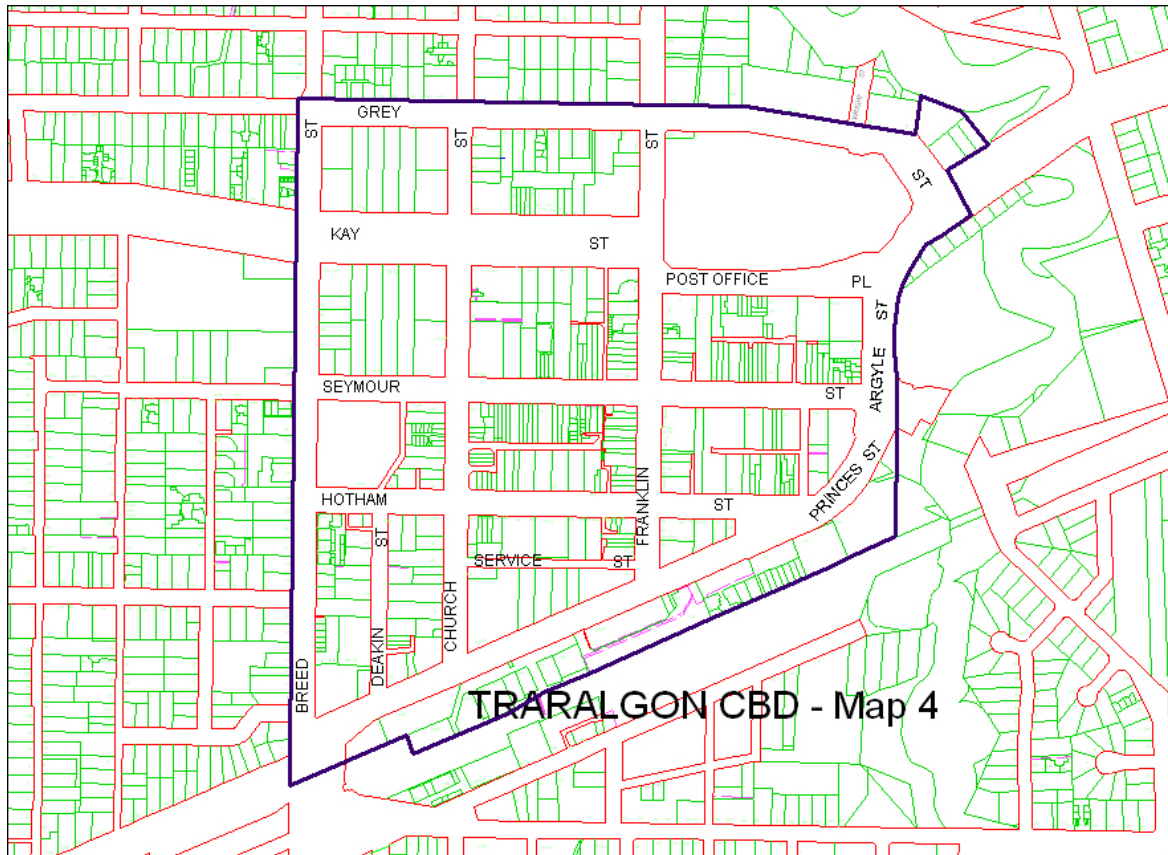 GREY
ST
ST
ST
ST
KAY
ST
POST OFFICE
PL
ST
ARGYLE
SEYMOUR
ST
PRINCES ST
HOTHAM
ST
FRANKLIN
ST
SERVICE
ST
CHURCH
DEAKIN
BREED
TRARALGON CBD - Map 4